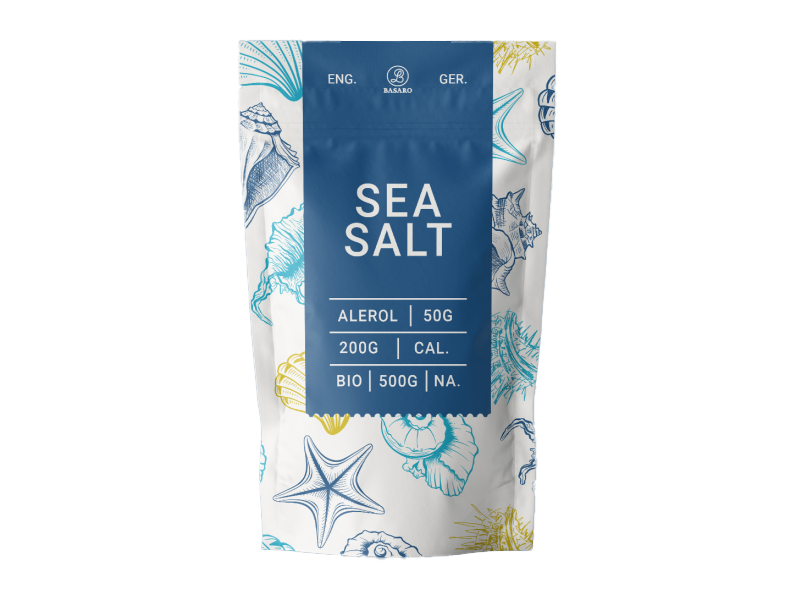 ENG. GER.
BASARO
SEA
SALT
ALEROL | 50G
200G | CAL.
BIO | 500G | NA.